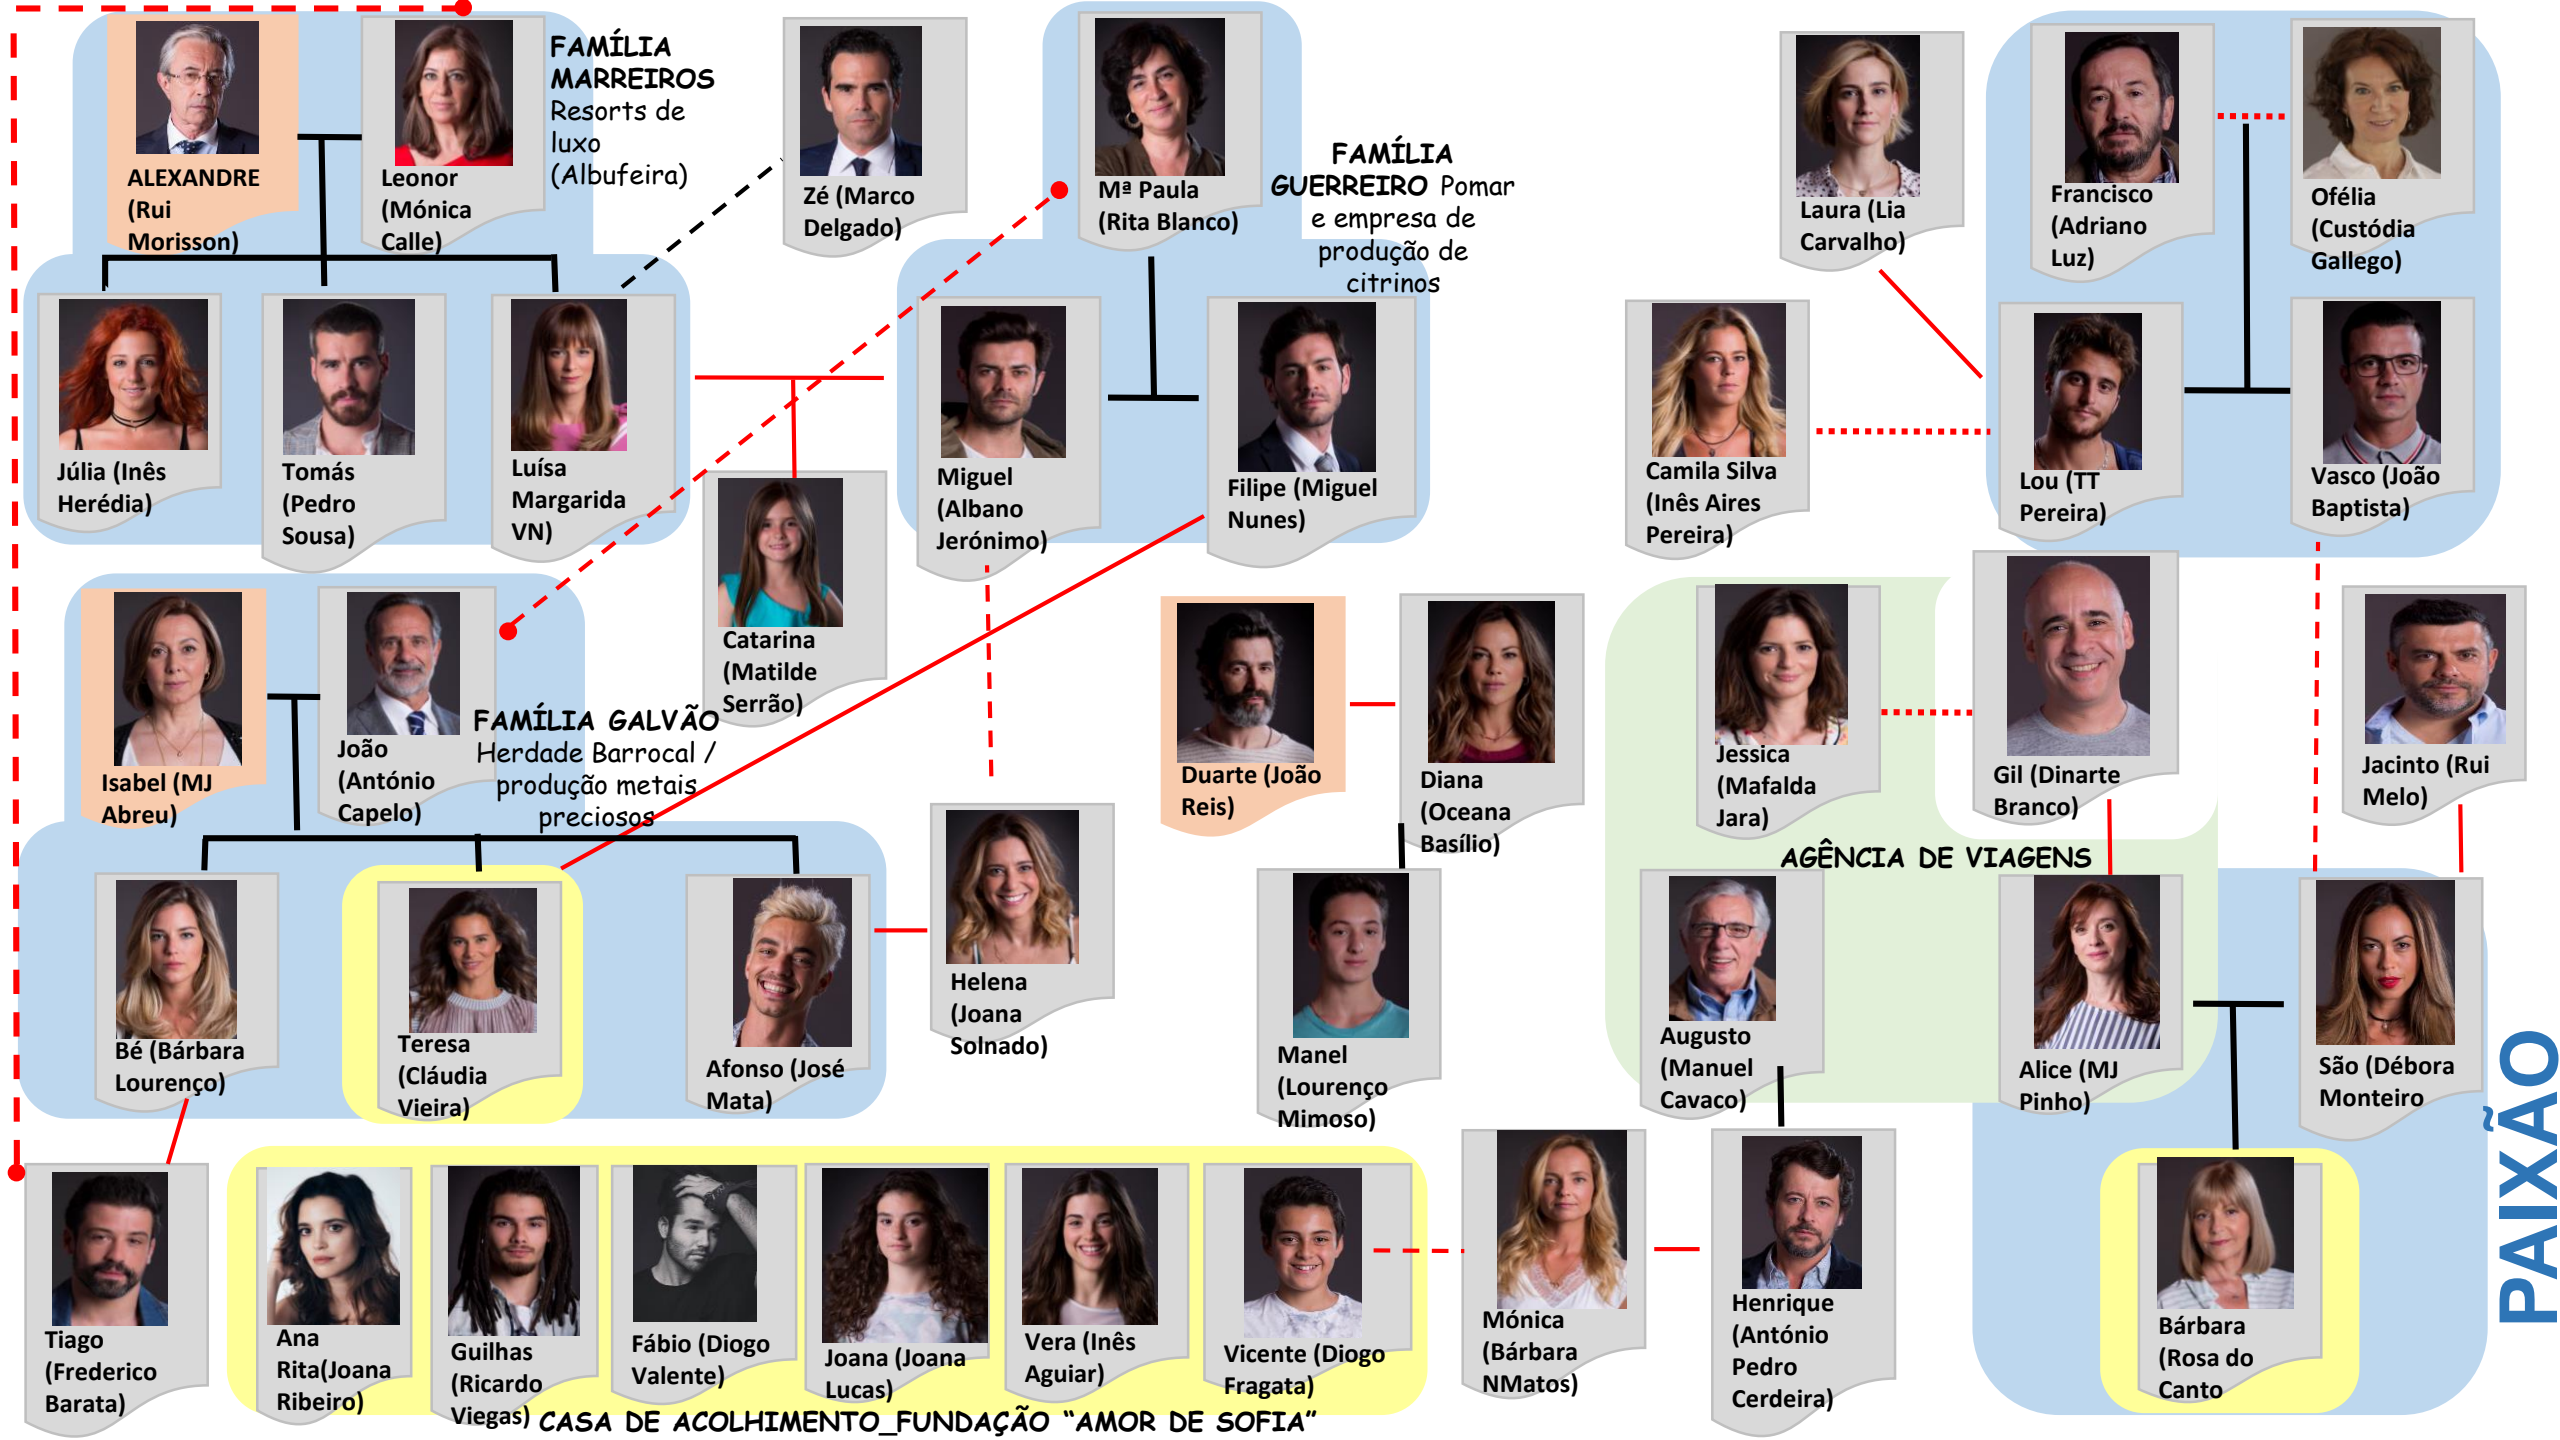 ALEXANDRE
(Rui
Morisson)
Leonor
(Mónica
Calle)
FAMÍLIA
MARREIROS
Resorts de
luxo
(Albufeira)
Zé (Marco
Delgado)
Mª Paula
(Rita Blanco)
FAMÍLIA
GUERREIRO Pomar
e empresa de
produção de
citrinos
Laura (Lia
Carvalho)
Francisco
(Adriano
Luz)
Ofélia
(Custódia
Gallego)
Júlia (Inês
Herédia)
Tomás
(Pedro
Sousa)
Luísa
Margarida
VN)
Catarina
(Matilde
Serrão)
Miguel
(Albano
Jerónimo)
Filipe (Miguel
Nunes)
Camila Silva
(Inês Aires
Pereira)
Lou (TT
Pereira)
Vasco (João
Baptista)
Isabel (MJ
Abreu)
João
(António
Capelo)
FAMÍLIA GALVÃO
Herdade Barrocal /
produção metais
preciosos
Duarte (João
Reis)
Diana
(Oceana
Basílio)
Jessica
(Mafalda
Jara)
Gil (Dinarte
Branco)
Jacinto (Rui
Melo)
AGÊNCIA DE VIAGENS
Bé (Bárbara
Lourenço)
Teresa
(Cláudia
Vieira)
Afonso (José
Mata)
Helena
(Joana
Solnado)
Manel
(Lourenço
Mimoso)
Augusto
(Manuel
Cavaco)
Alice (MJ
Pinho)
São (Débora
Monteiro
PAIXÃO
Tiago
(Frederico
Barata)
Ana
Rita(Joana
Ribeiro)
Guilhas
(Ricardo
Viegas)
Fábio (Diogo
Valente)
Joana (Joana
Lucas)
Vera (Inês
Aguiar)
Vicente (Diogo
Fragata)
Mónica
(Bárbara
NMatos)
Henrique
(António
Pedro
Cerdeira)
Bárbara
(Rosa do
Canto
CASA DE ACOLHIMENTO_FUNDAÇÃO “AMOR DE SOFIA”